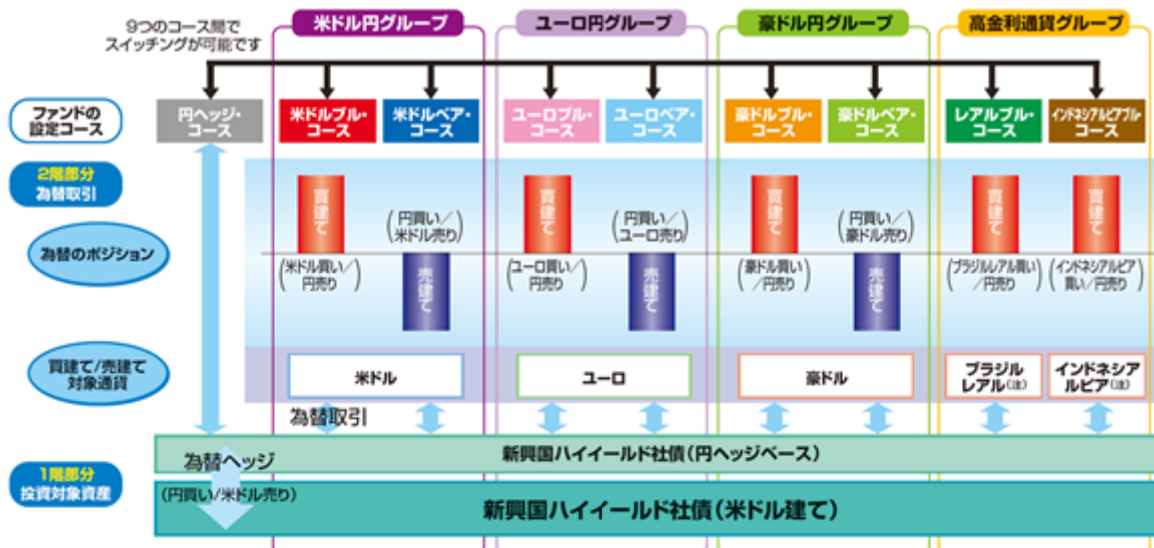 9つのコース間で
スイッチングが可能です
米ドル円グループ
ユーロ円グループ
豪ドル円グループ
高金利通貨グループ
ファンドの
設定コース
円ヘッジ・
コース
米ドルブル・
コース
米ドルベア・
コース
ユーロブル・
コース
ユーロベア・
コース
豪ドルブル・
コース
豪ドルベア・
コース
レアルブル・
コース
インドネシアルピアブル・
コース
2階部分
為替取引
為替のポジション
買建て
(米ドル買い/
円売り)
(円買い/
米ドル売り)
売建て
買建て
(ユーロ買い/
円売り)
(円買い/
ユーロ売り)
売建て
買建て
(豪ドル買い
/円売り)
(円買い/
豪ドル売り)
売建て
買建て
(ブラジルレアル買い
/円売り)
買建て
(インドネシアルピア
買い/円売り)
買建て/売建て
対象通貨
米ドル
ユーロ
豪ドル
ブラジル
レアル(注)
インドネシア
ルピア(注)
為替取引
1階部分
投資対象資産
為替ヘッジ
(円買い/米ドル売り)
新興国ハイイールド社債(円ヘッジベース)
新興国ハイイールド社債(米ドル建て)